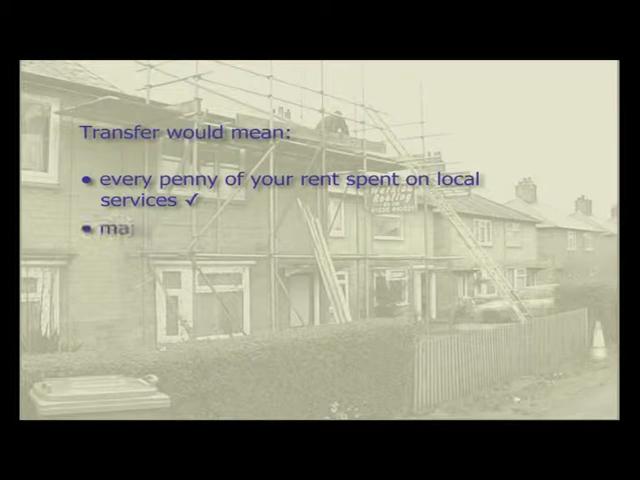 Transfer would mean:
● every penny of your rent spent on local
services ✓
● maj